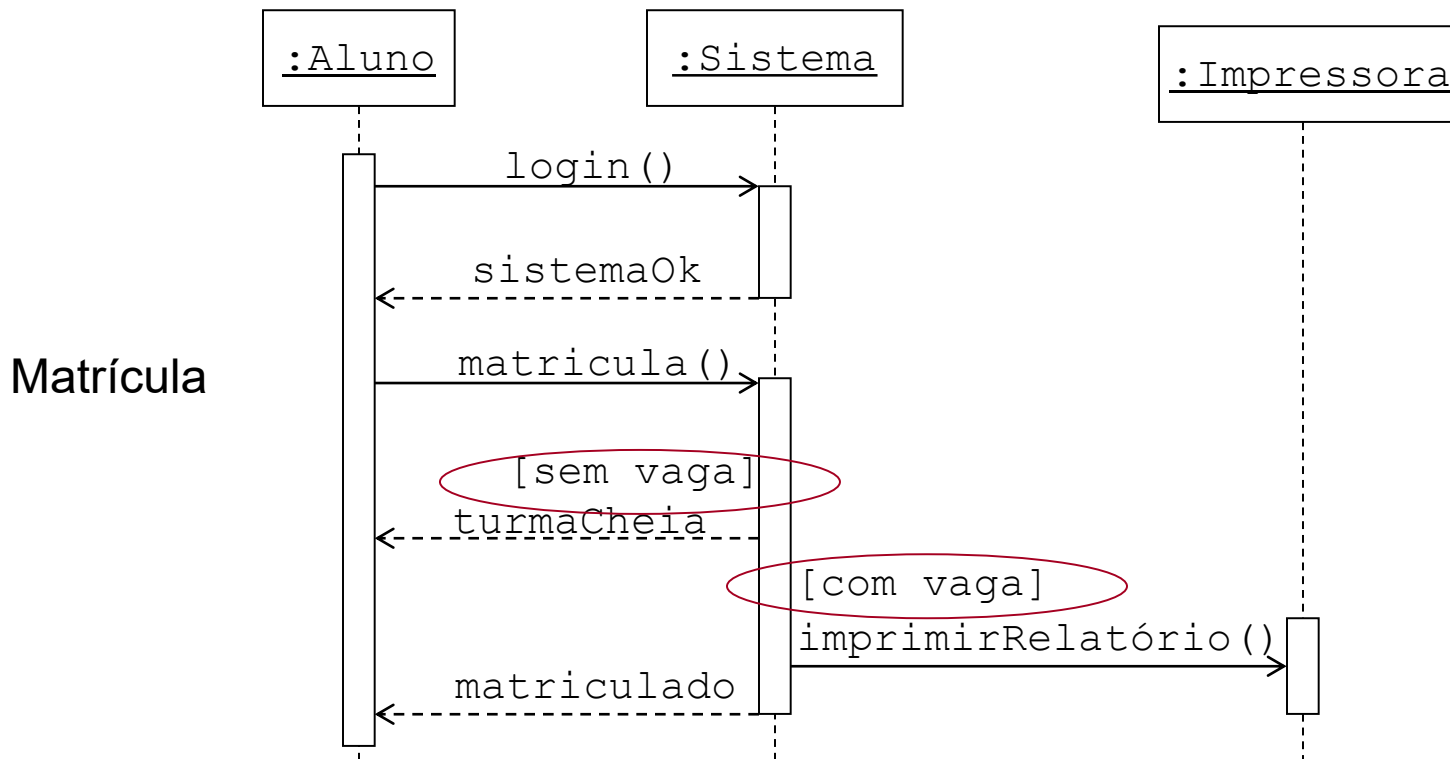 :Aluno
:Sistema
:Impressora
login()
sistemaOk
Matrícula
matricula()
[sem vaga]
turmaCheia
[com vaga]
imprimirRelatório()
matriculado